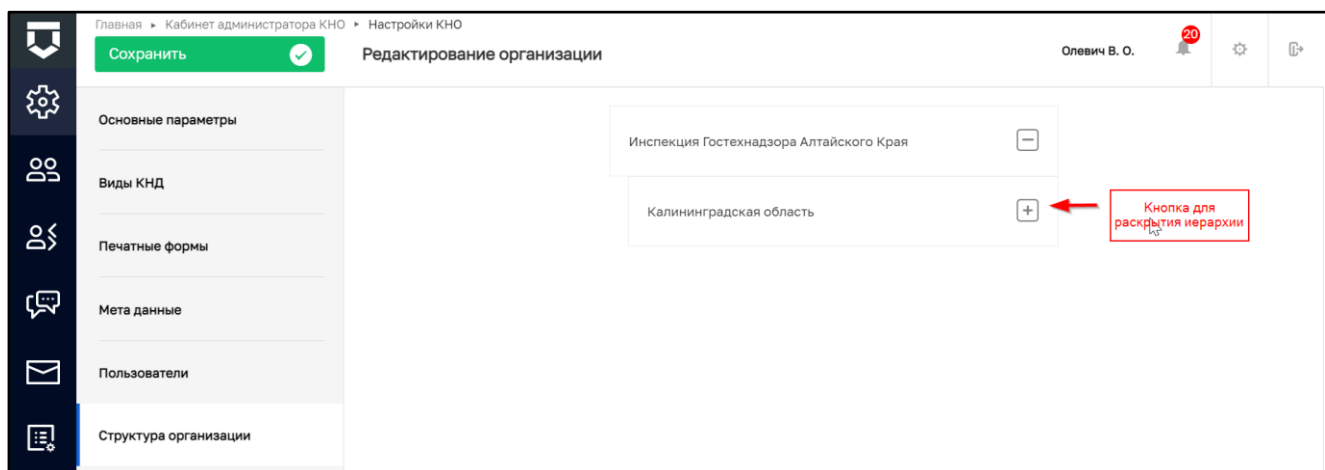 Главная ▸ Кабинет администратора КНО ▸ Настройки КНО
Сохранить
Редактирование организации
Олевич В. О.
20
Основные параметры
Виды КНД
Печатные формы
Мета данные
Пользователи
Структура организации
Инспекция Гостехнадзора Алтайского Края
Калининградская область
Кнопка для
раскрытия иерархии